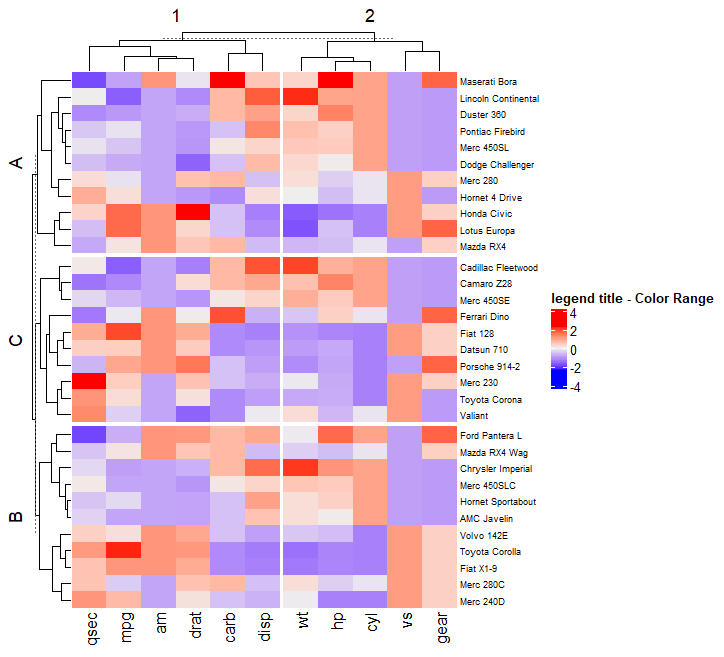 1 2
Maserati Bora
Lincoln Continental
Duster 360
Pontiac Firebird
Merc 450SL
Dodge Challenger
Merc 280
Hornet 4 Drive
Honda Civic
Lotus Europa
Mazda RX4
A
Cadillac Fleetwood
Camaro Z28
Merc 450SE
Ferrari Dino
Fiat 128
Datsun 710
Porsche 914-2
Merc 230
Toyota Corona
Valiant
C
Ford Pantera L
Mazda RX4 Wag
Chrysler Imperial
Merc 450SLC
Hornet Sportabout
AMC Javelin
Volvo 142E
Toyota Corolla
Fiat X1-9
Merc 280C
Merc 240D
B
qsec mpg am drat carb disp wt hp cyl vs gear
legend title - Color Range
4
2
0
-2
-4